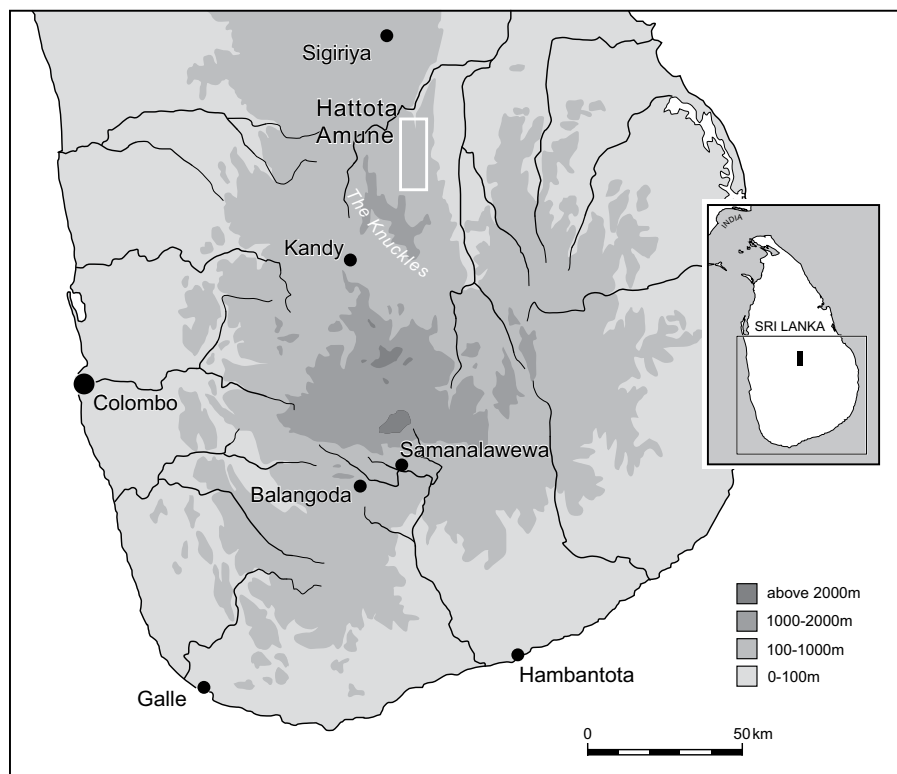 Sigiriya
Hattota
Amune
The Knuckles
Kandy
INDIA
SRI LANKA
Colombo
Samanalawewa
Balangoda
above 2000m
1000-2000m
100-1000m
0-100m
Hambantota
Galle
0 50 km